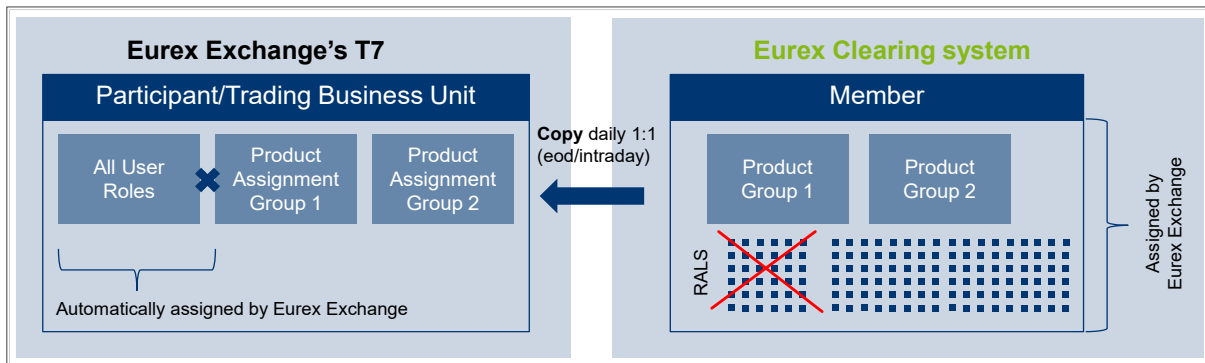 Eurex Exchange's T7
Participant/Trading Business Unit
All User
Roles
Product
Assignment
Group 1
Product
Assignment
Group 2
Automatically assigned by Eurex Exchange
Copy daily 1:1
(eod/intraday)
Eurex Clearing system
Member
Product
Group 1
Product
Group 2
RALS
Assigned by
Eurex Exchange